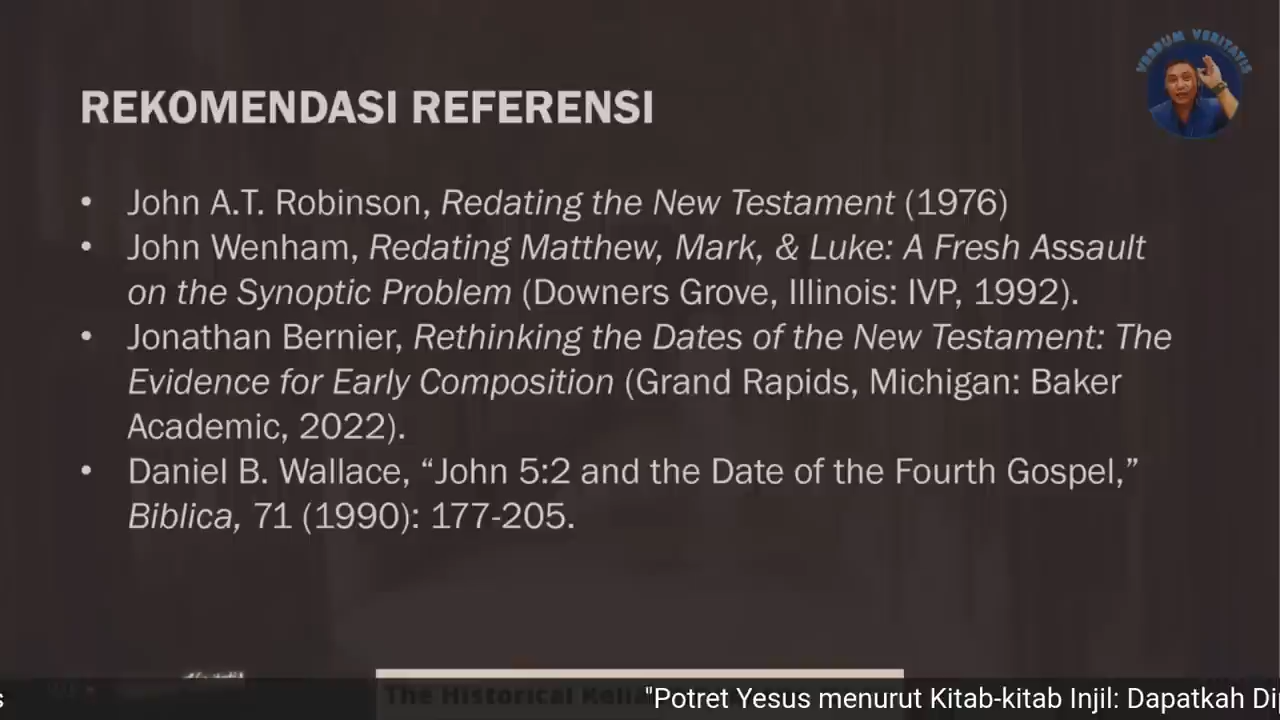 VERBUM VERITATIS
REKOMENDASI REFERENSI
• John A.T. Robinson, Redating the New Testament (1976)
• John Wenham, Redating Matthew, Mark, & Luke: A Fresh Assault
on the Synoptic Problem (Downers Grove, Illinois: IVP, 1992).
• Jonathan Bernier, Rethinking the Dates of the New Testament: The
Evidence for Early Composition (Grand Rapids, Michigan: Baker
Academic, 2022).
• Daniel B. Wallace, “John 5:2 and the Date of the Fourth Gospel,”
Biblica, 71 (1990): 177-205.
The Historical
s "Potret Yesus menurut Kitab-kitab Injil: Dapatkah Di